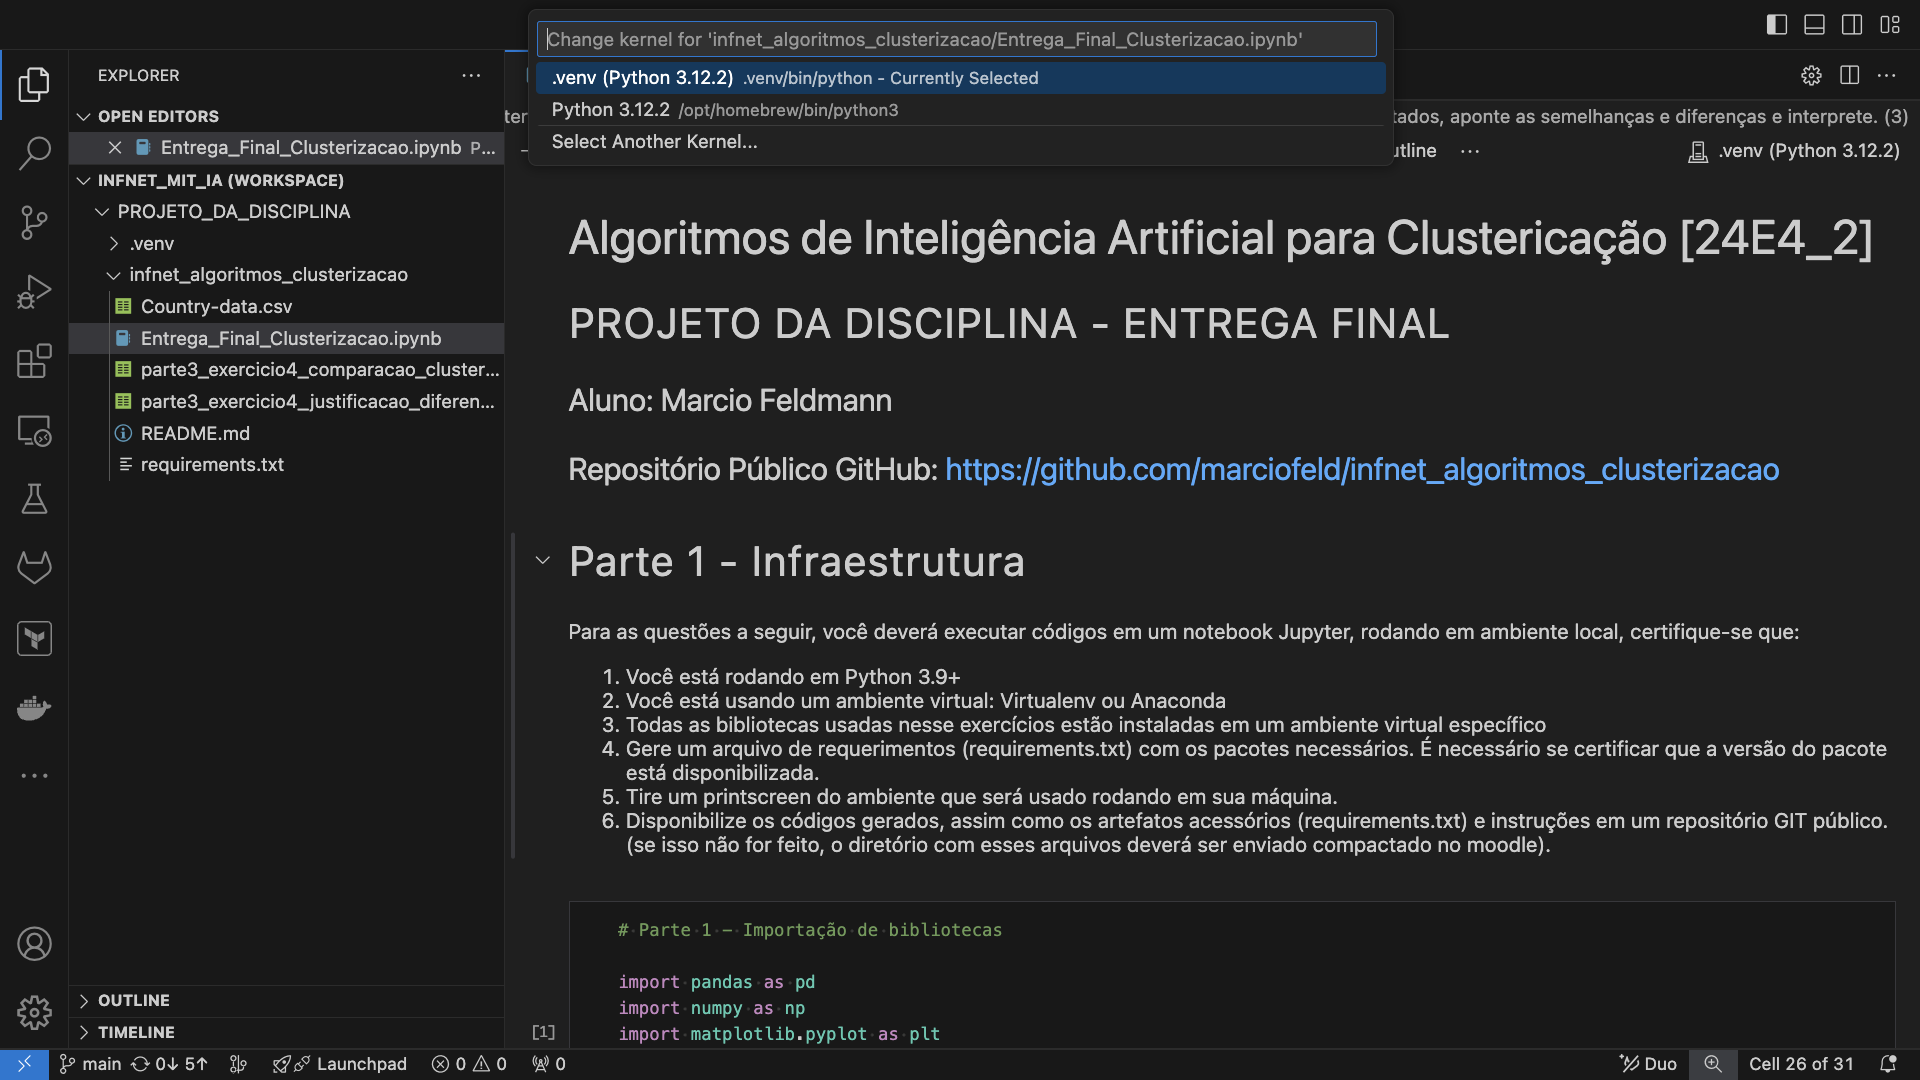 Change kernel for 'infnet_algoritmos_clusterizacao/Entrega_Final_Clusterizacao.ipynb'
.venv (Python 3.12.2) .venv/bin/python - Currently Selected
Python 3.12.2 /opt/homebrew/bin/python3
Select Another Kernel...
EXPLORER
OPEN EDITORS
Entrega_Final_Clusterizacao.ipynb P...
INFNET_MIT_IA (WORKSPACE)
PROJETO_DA_DISCIPLINA
.venv
infnet_algoritmos_clusterizacao
Country-data.csv
Entrega_Final_Clusterizacao.ipynb
parte3_exercicio4_comparacao_cluster...
parte3_exercicio4_justificacao_diferen...
README.md
requirements.txt
OUTLINE
TIMELINE
ter
tados, aponte as semelhanças e diferenças e interprete. (3)
utline ...
.venv (Python 3.12.2)
Algoritmos de Inteligência Artificial para Clustericação [24E4_2]
PROJETO DA DISCIPLINA - ENTREGA FINAL
Aluno: Marcio Feldmann
Repositório Público GitHub: https://github.com/marciofeld/infnet_algoritmos_clusterizacao
Parte 1 - Infraestrutura
Para as questões a seguir, você deverá executar códigos em um notebook Jupyter, rodando em ambiente local, certifique-se que:
1. Você está rodando em Python 3.9+
2. Você está usando um ambiente virtual: Virtualenv ou Anaconda
3. Todas as bibliotecas usadas nesse exercícios estão instaladas em um ambiente virtual específico
4. Gere um arquivo de requerimentos (requirements.txt) com os pacotes necessários. É necessário se certificar que a versão do pacote
está disponibilizada.
5. Tire um printscreen do ambiente que será usado rodando em sua máquina.
6. Disponibilize os códigos gerados, assim como os artefatos acessórios (requirements.txt) e instruções em um repositório GIT público.
(se isso não for feito, o diretório com esses arquivos deverá ser enviado compactado no moodle).
# Parte 1 - Importação de bibliotecas
import pandas as pd
import numpy as np
import matplotlib.pyplot as plt
[1]
main 0↓ 5↑ Launchpad 0 0 0
Duo Cell 26 of 31